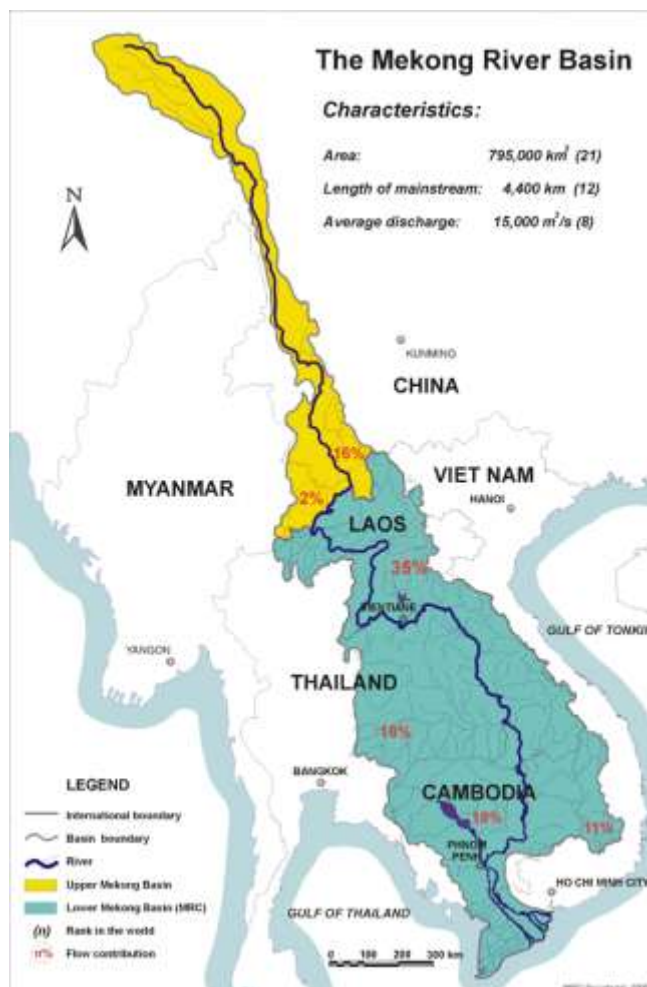 The Mekong River Basin
Characteristics:
Area: 795,000 km² (21)
Length of mainstream: 4,400 km (12)
Average discharge: 15,000 m³/s (8)
N
KUNMING
CHINA
16%
MYANMAR
VIET NAM
2%
HANOI
LAOS
35%
VIENTIANE
GULF OF TONKIN
YANGON
THAILAND
18%
LEGEND
BANGKOK
CAMBODIA
18%
11%
International boundary
Basin boundary
PHNOM
PENH
River
Upper Mekong Basin
HO CHI MINH CITY
Lower Mekong Basin (MRC)
GULF OF THAILAND
(n) Rank in the world
n% Flow contribution
0 100 200 300 km